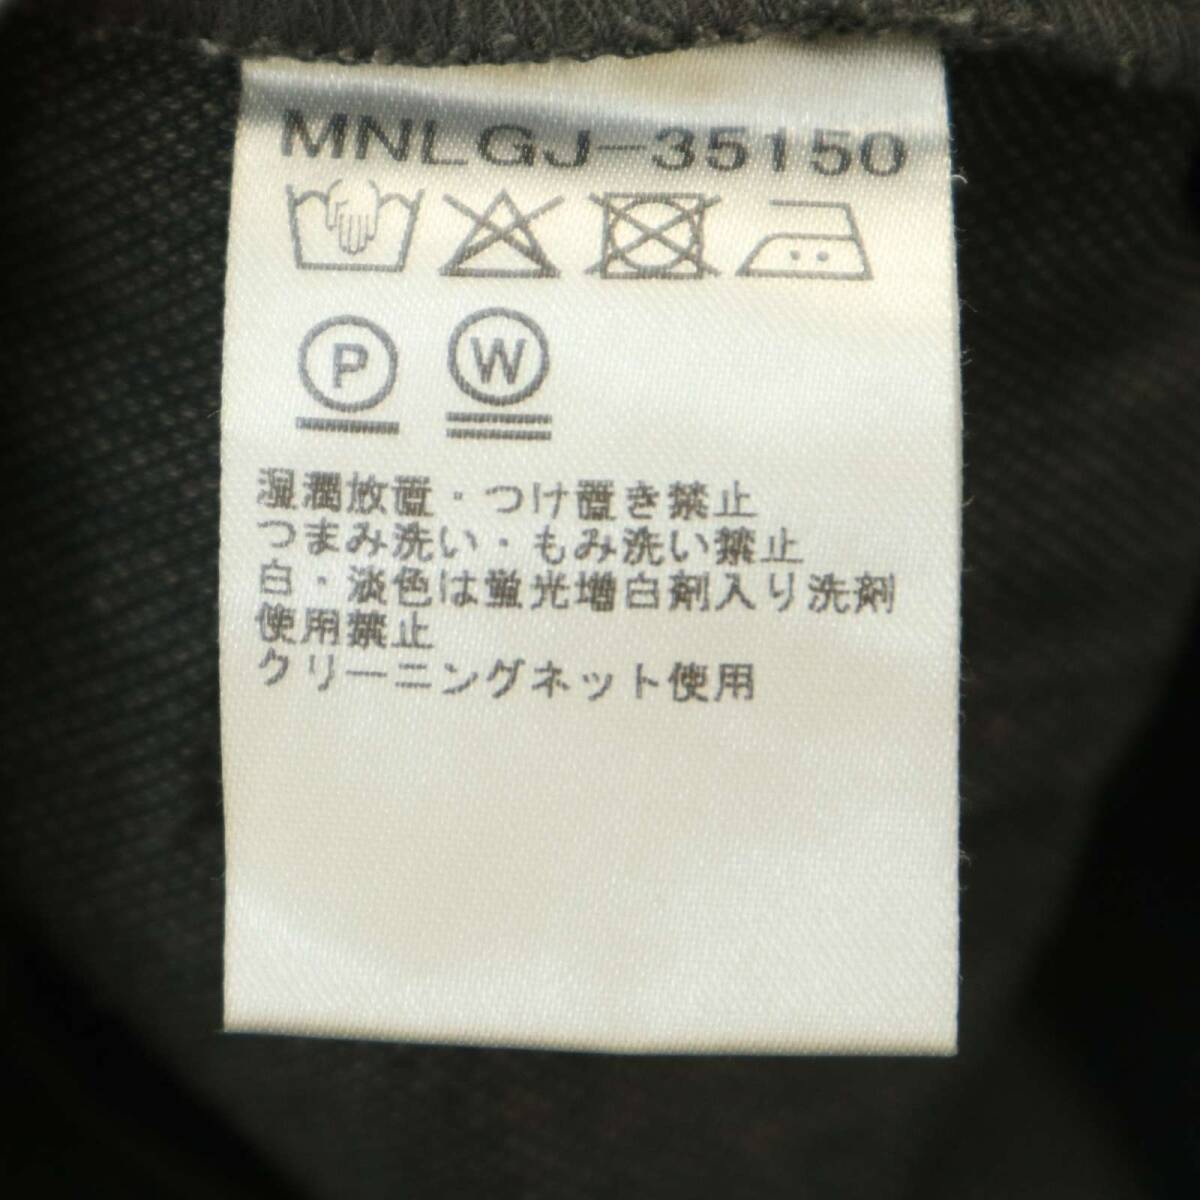 MNLGJ-35150
P W
湿潤放置・つけ置き禁止
つまみ洗い・もみ洗い禁止
白・淡色は蛍光増白剤入り洗剤
使用禁止
クリーニングネット使用